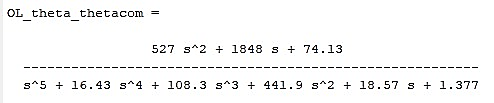 OL_theta_thetacom =
527 s^2 + 1848 s + 74.13
---------------------------------------------------------
s^5 + 16.43 s^4 + 108.3 s^3 + 441.9 s^2 + 18.57 s + 1.377